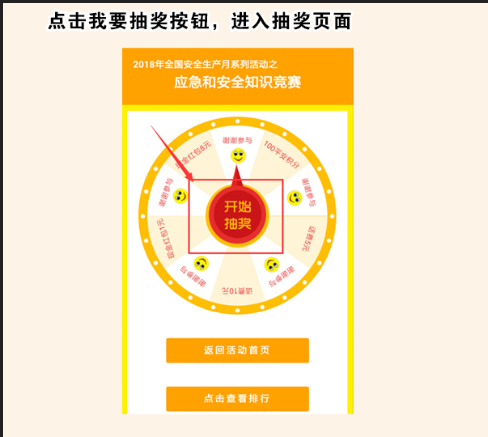 点击我要抽奖按钮，进入抽奖页面
2018年全国安全生产月系列活动之
应急和安全知识竞赛
谢谢参与
100平安积分
谢谢参与
话费5元
谢谢参与
话费10元
谢谢参与
现金红包1元
谢谢参与
现金红包8元
开始
抽奖
返回活动首页
点击查看排行